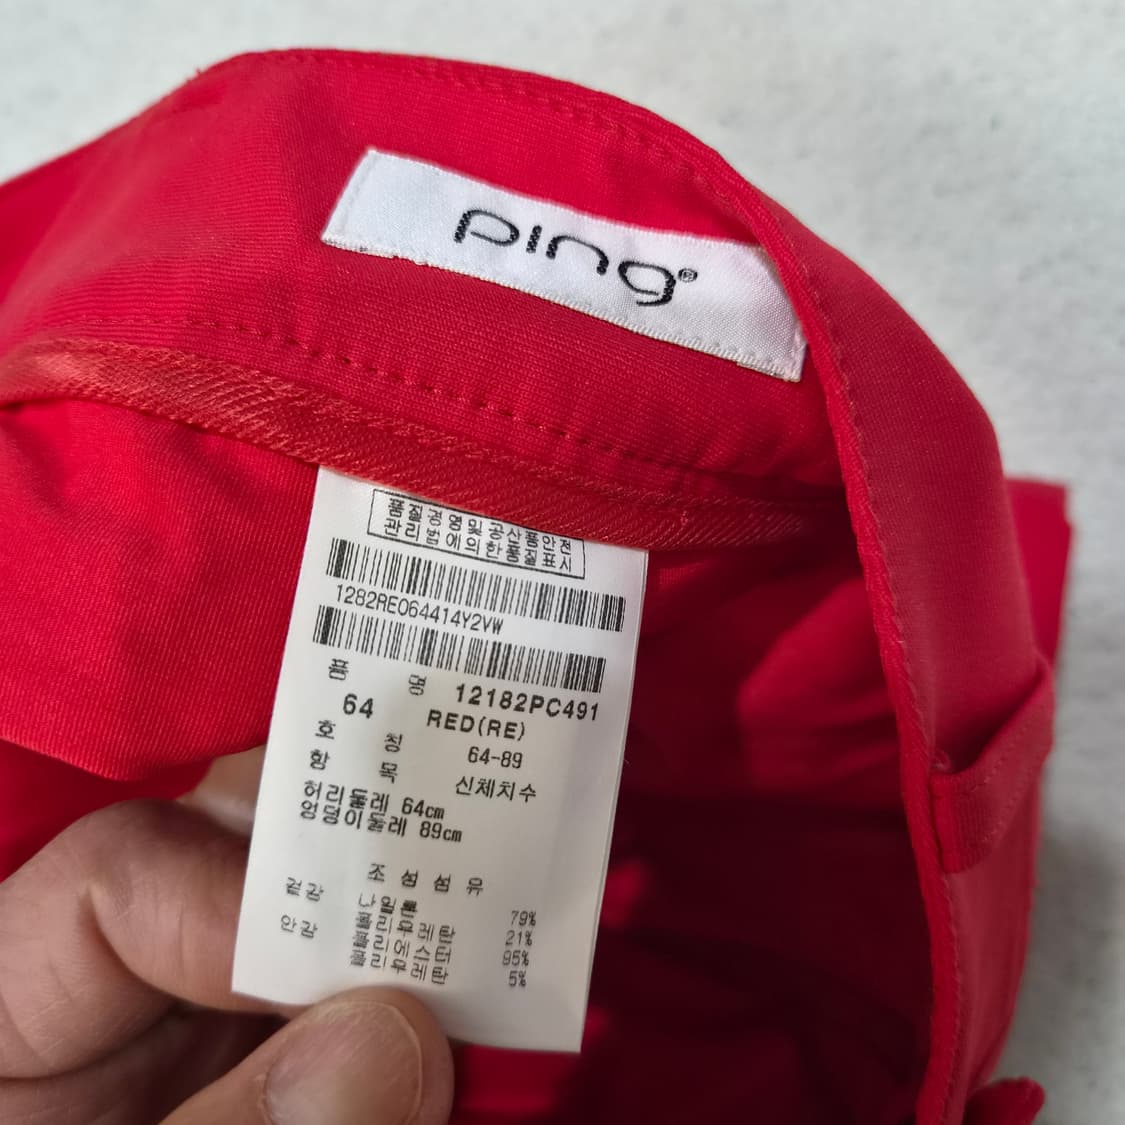 ping®
품질경영및공산품안전
관리법에의한품질표시
1282RE064414Y2VW
품 명 12182PC491
64 RED(RE)
호 칭 64-89
항 목 신체치수
허리둘레 64cm
엉덩이둘레 89cm
조 성 섬 유
겉감 나일론 79%
폴리우레탄 21%
안감 폴리에스터 95%
폴리우레탄 5%